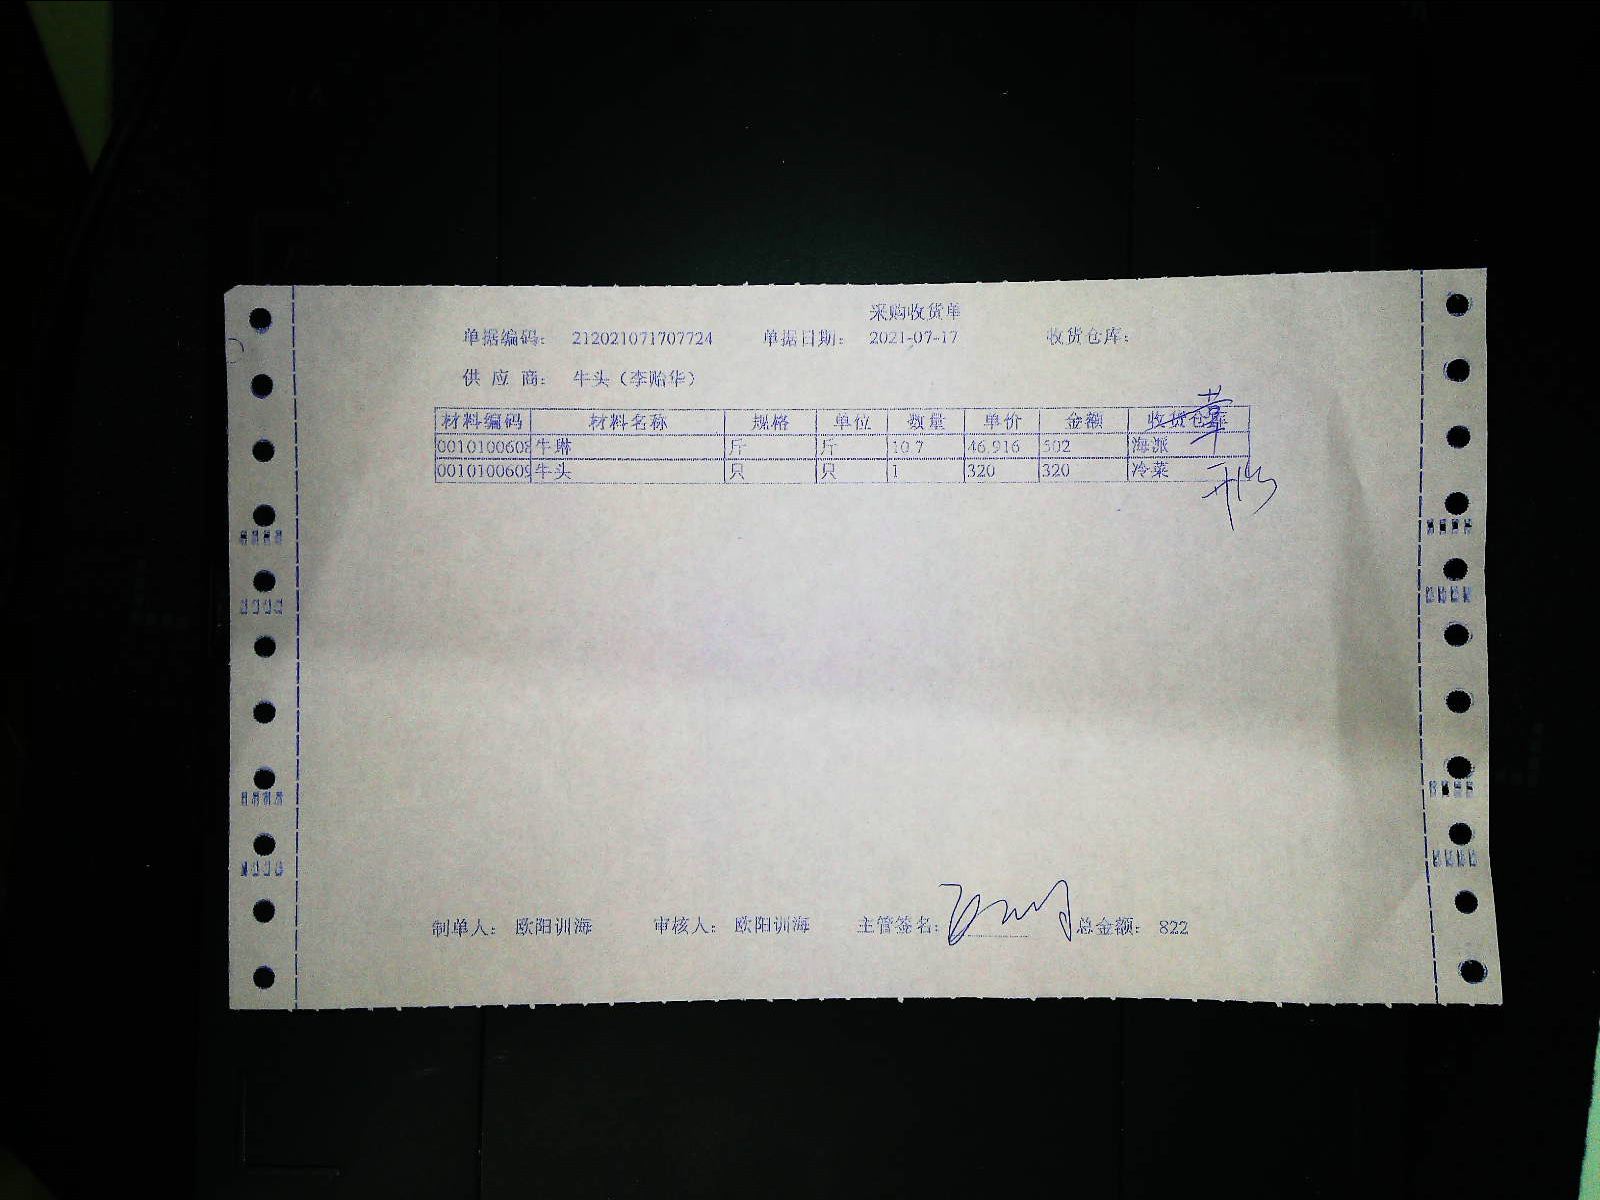 采购收货单
单据编码： 212021071707724 单据日期： 2021-07-17 收货仓库：
供 应 商： 牛头（李贻华）
材料编码 材料名称 规格 单位 数量 单价 金额 收货仓库
0010100608 牛琳 斤 斤 10.7 46.916 502 海派
0010100609 牛头 只 只 1 320 320 冷菜
制单人： 欧阳训海 审核人： 欧阳训海 主管签名： 总金额： 822